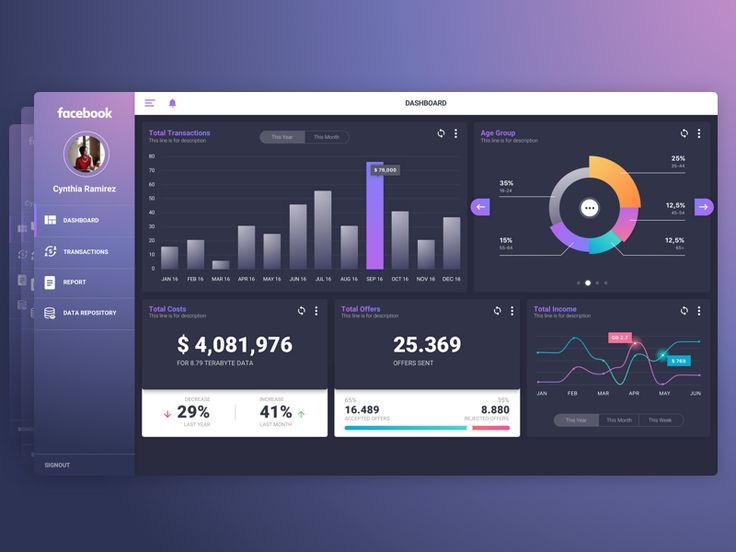 facebook
Cynthia Ramirez
DASHBOARD
TRANSACTIONS
REPORT
DATA REPOSITORY
SIGNOUT
DASHBOARD
Total Transactions
This line is for description
This Year
This Month
80
70
60
50
40
30
20
10
0
$ 76,000
JAN 16
FEB 16
MAR 16
APR 16
MAY 16
JUN 16
JUL 16
AUG 16
SEP 16
OCT 16
NOV 16
DEC 16
Age Group
This line is for description
25%
35-44
35%
16-24
12,5%
45-54
15%
55-64
12,5%
65+
Total Costs
This line is for description
$ 4,081,976
FOR 8.79 TERABYTE DATA
DECREASE
29%
LAST YEAR
INCREASE
41%
LAST MONTH
Total Offers
This line is for description
25.369
OFFERS SENT
65%
16.489
ACCEPTED OFFERS
35%
8.880
REJECTED OFFERS
Total Income
This line is for description
GB 2,7
$ 769
JAN
FEB
MAR
APR
MAY
JUN
This Year
This Month
This Week